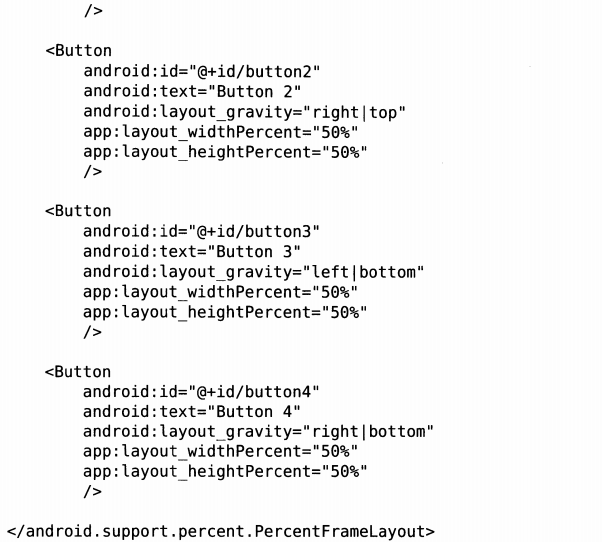 />
<Button
android:id="@+id/button2"
android:text="Button 2"
android:layout_gravity="right|top"
app:layout_widthPercent="50%"
app:layout_heightPercent="50%"
/>
<Button
android:id="@+id/button3"
android:text="Button 3"
android:layout_gravity="left|bottom"
app:layout_widthPercent="50%"
app:layout_heightPercent="50%"
/>
<Button
android:id="@+id/button4"
android:text="Button 4"
android:layout_gravity="right|bottom"
app:layout_widthPercent="50%"
app:layout_heightPercent="50%"
/>
</android.support.percent.PercentFrameLayout>